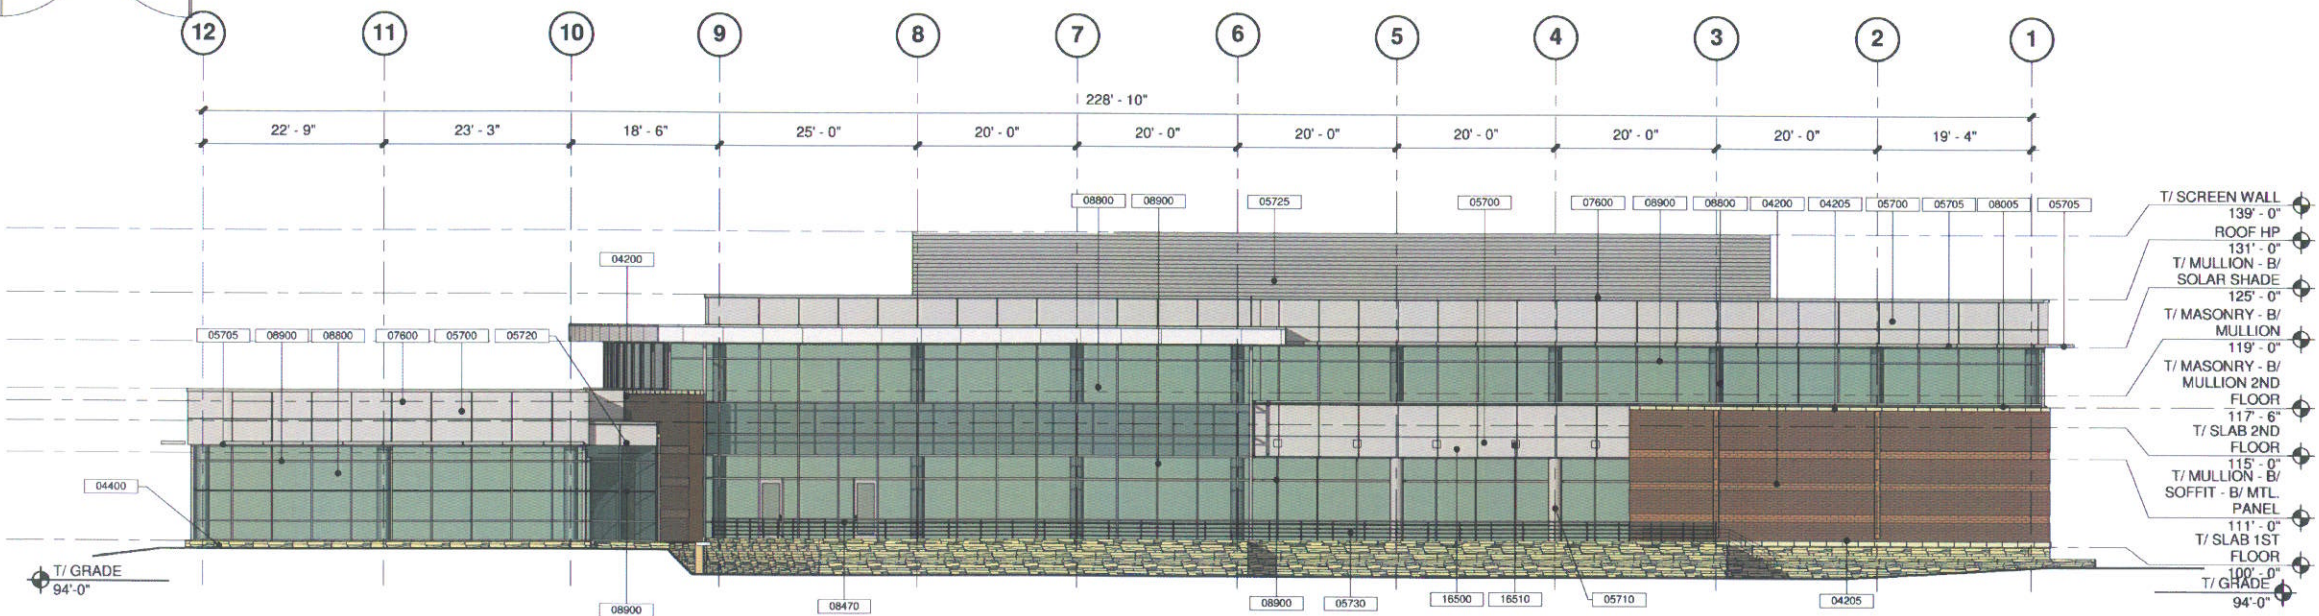 12 11 10 9 8 7 6 5 4 3 2 1
228' - 10"
22' - 9" 23' - 3" 18' - 6" 25' - 0" 20' - 0" 20' - 0" 20' - 0" 20' - 0" 20' - 0" 20' - 0" 19' - 4"
08800 08900 05725 05700 07600 08900 08800 04200 04205 05700 05705 08005 05705
04200
05705 08900 08800 07600 05700 05720
04400
T/ SCREEN WALL
139' - 0"
ROOF HP
131' - 0"
T/ MULLION - B/
SOLAR SHADE
125' - 0"
T/ MASONRY - B/
MULLION
119' - 0"
T/ MASONRY - B/
MULLION 2ND
FLOOR
117' - 6"
T/ SLAB 2ND
FLOOR
115' - 0"
T/ MULLION - B/
SOFFIT - B/ MTL.
PANEL
111' - 0"
T/ SLAB 1ST
FLOOR
100' - 0"
T/ GRADE
94'-0"
T/ GRADE
94'-0"
08900 08470 08900 05730 16500 16510 05710 04205